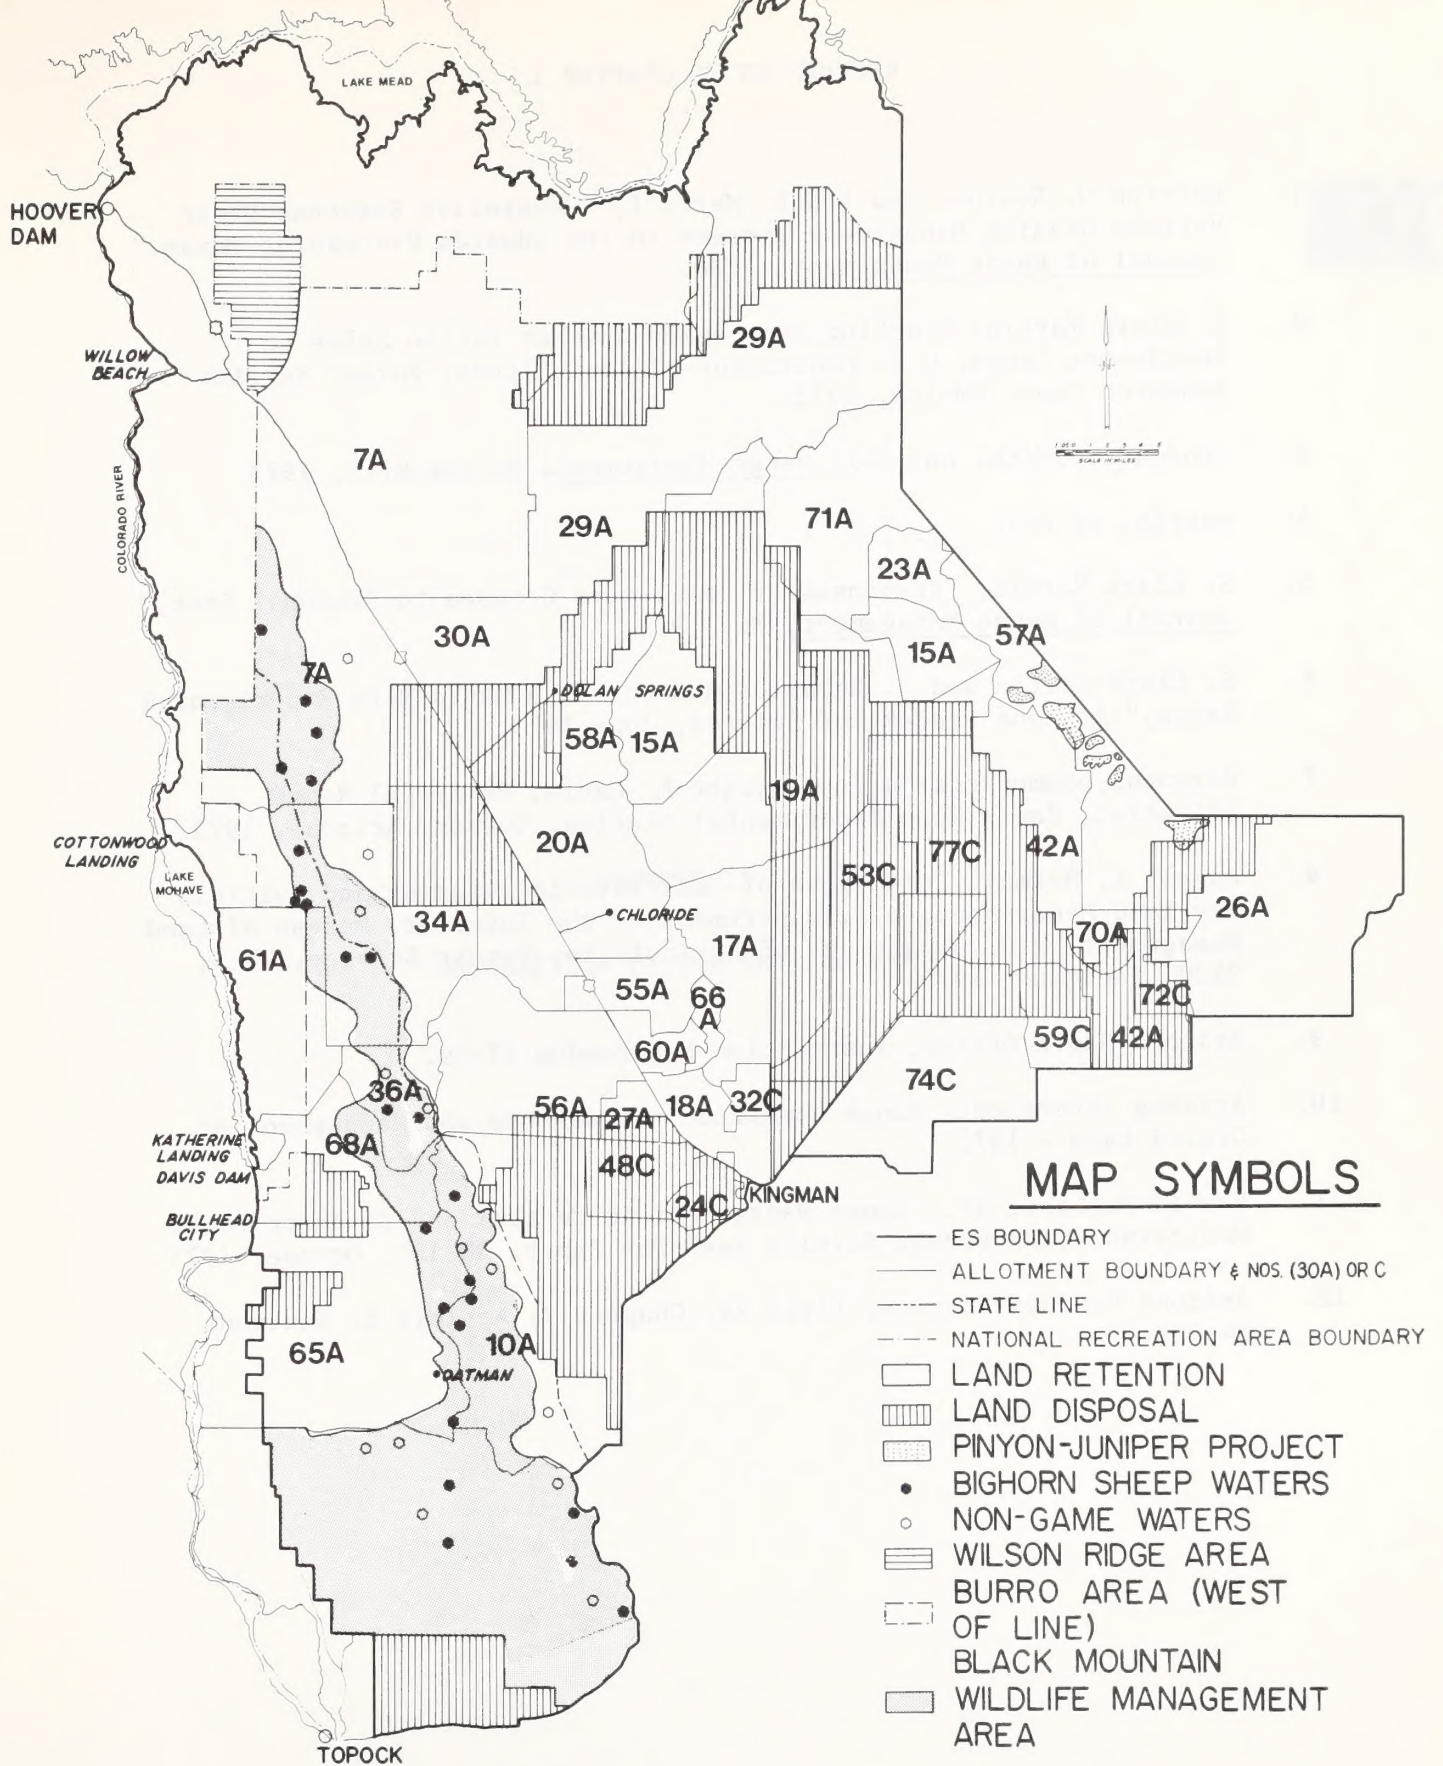 LAKE MEAD
HOOVER
DAM
29A
WILLOW
BEACH
7A
COLORADO RIVER
SCALE IN MILES
N
29A
71A
23A
30A
57A
15A
7A
DOLAN SPRINGS
58A
15A
19A
COTTONWOOD
LANDING
20A
77C
42A
LAKE
MOHAVE
53C
34A
CHLORIDE
26A
17A
70A
61A
55A
66
A
72C
60A
59C
42A
36A
74C
56A
27A
18A
32C
KATHERINE
LANDING
68A
DAVIS DAM
48C
24C
KINGMAN
BULLHEAD
CITY
65A
10A
OATMAN
TOPOCK
MAP SYMBOLS
ES BOUNDARY
ALLOTMENT BOUNDARY & NOS. (30A) OR C
STATE LINE
NATIONAL RECREATION AREA BOUNDARY
LAND RETENTION
LAND DISPOSAL
PINYON-JUNIPER PROJECT
BIGHORN SHEEP WATERS
NON-GAME WATERS
WILSON RIDGE AREA
BURRO AREA (WEST
OF LINE)
BLACK MOUNTAIN
WILDLIFE MANAGEMENT
AREA